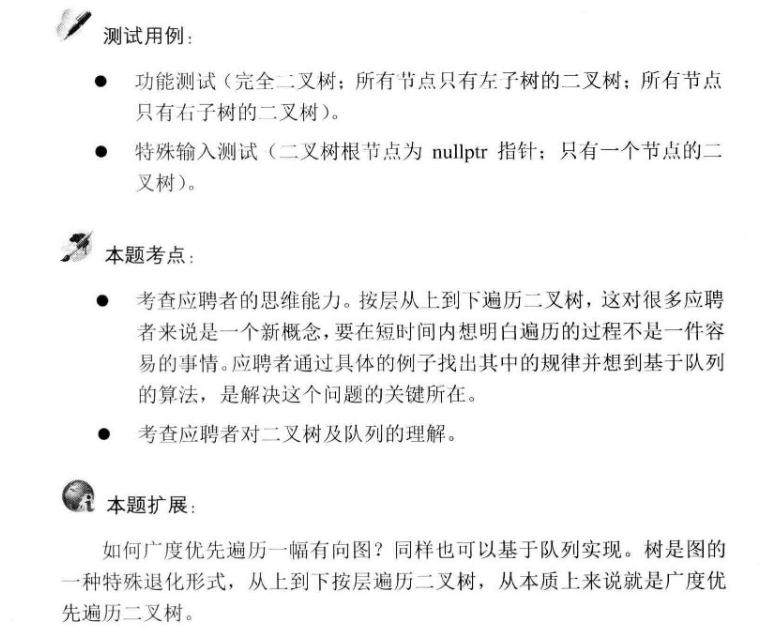 测试用例：
● 功能测试（完全二叉树；所有节点只有左子树的二叉树；所有节点
只有右子树的二叉树）。
● 特殊输入测试（二叉树根节点为 nullptr 指针；只有一个节点的二
叉树）。
本题考点：
● 考查应聘者的思维能力。按层从上到下遍历二叉树，这对很多应聘
者来说是一个新概念，要在短时间内想明白遍历的过程不是一件容
易的事情。应聘者通过具体的例子找出其中的规律并想到基于队列
的算法，是解决这个问题的关键所在。
● 考查应聘者对二叉树及队列的理解。
本题扩展：
如何广度优先遍历一幅有向图？同样也可以基于队列实现。树是图的
一种特殊退化形式，从上到下按层遍历二叉树，从本质上来说就是广度优
先遍历二叉树。